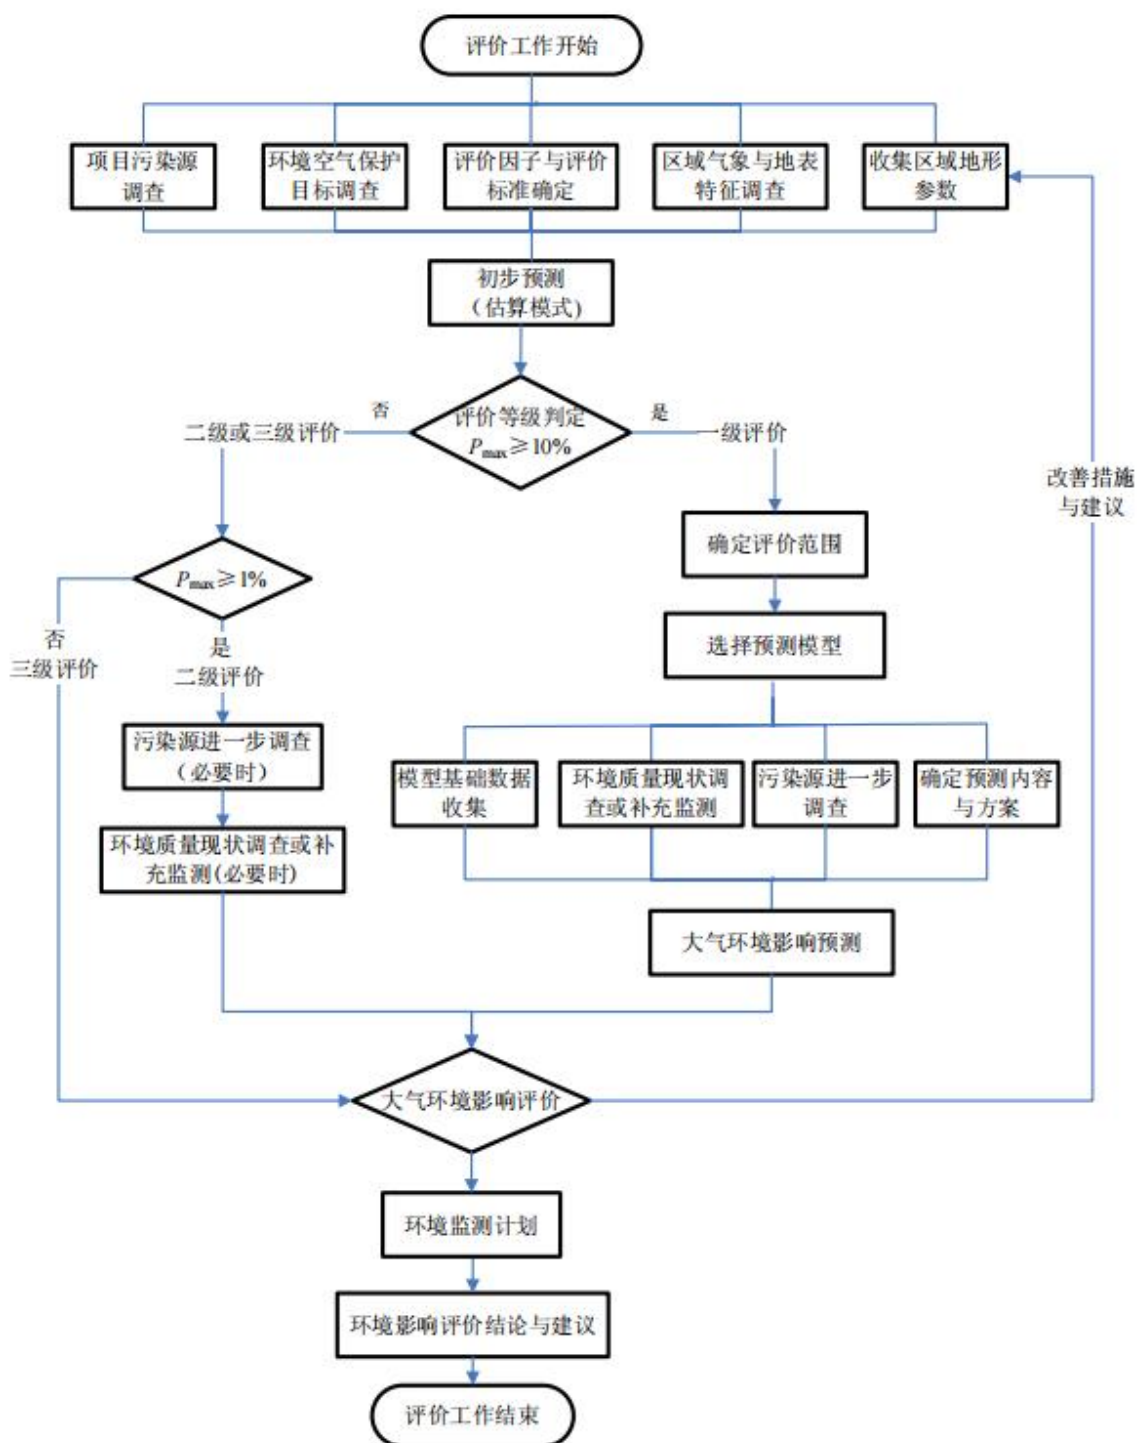 评价工作开始
项目污染源
调查
环境空气保护
目标调查
评价因子与评价
标准确定
区域气象与地表
特征调查
收集区域地形
参数
初步预测
（估算模式）
评价等级判定
Pmax≥10%
否
二级或三级评价
是
一级评价
改善措施
与建议
确定评价范围
Pmax≥1%
否
三级评价
是
二级评价
选择预测模型
污染源进一步调查
（必要时）
模型基础数据
收集
环境质量现状调
查或补充监测
污染源进一步
调查
确定预测内容
与方案
环境质量现状调查或补
充监测(必要时)
大气环境影响预测
大气环境影响评价
环境监测计划
环境影响评价结论与建议
评价工作结束